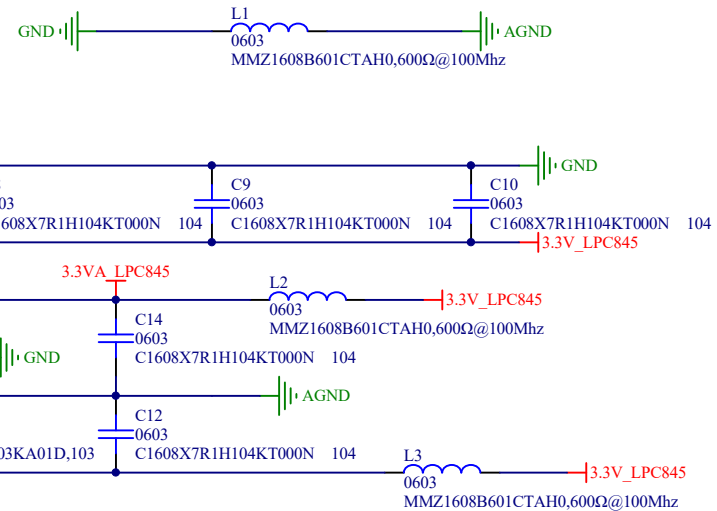 L1
GND
AGND
0603
MMZ1608B601CTAH0,600Ω@100Mhz
GND
C9
C10
03
0603
0603
608X7R1H104KT000N 104
C1608X7R1H104KT000N 104
C1608X7R1H104KT000N 104
3.3V_LPC845
3.3VA_LPC845
L2
3.3V_LPC845
0603
C14
MMZ1608B601CTAH0,600Ω@100Mhz
0603
GND
C1608X7R1H104KT000N 104
AGND
C12
0603
03KA01D,103
C1608X7R1H104KT000N 104
L3
3.3V_LPC845
0603
MMZ1608B601CTAH0,600Ω@100Mhz